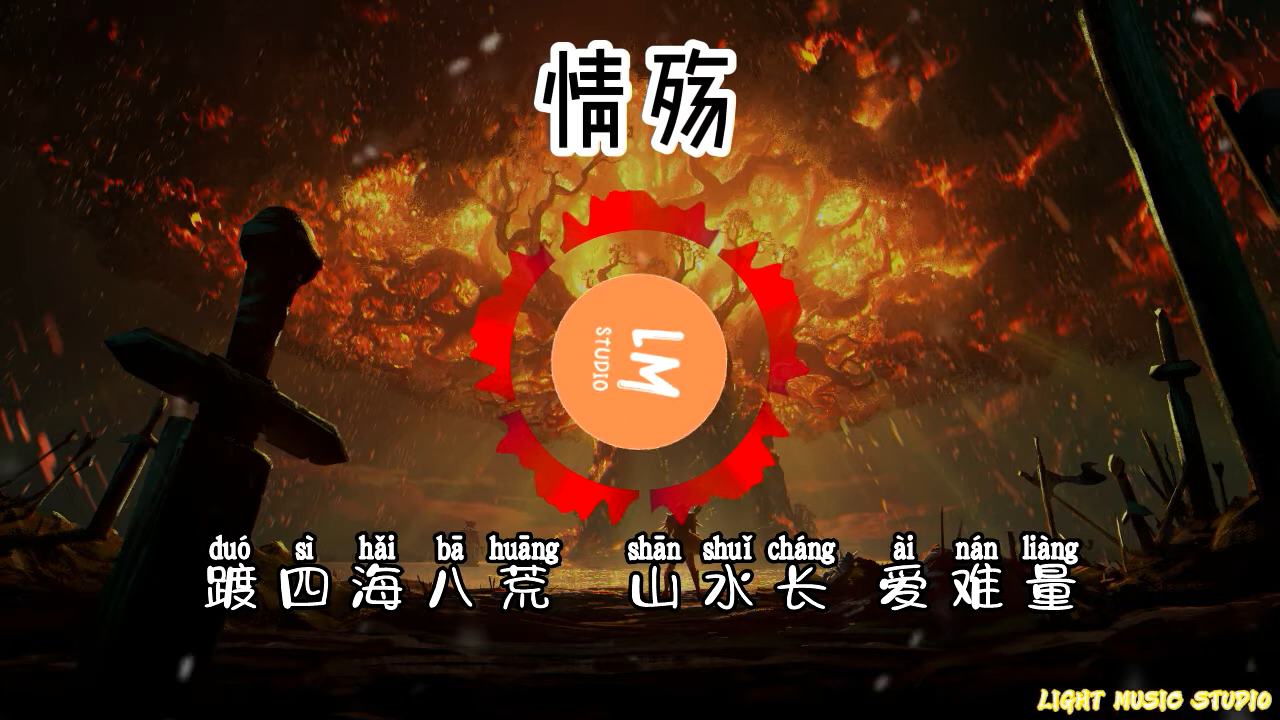 情殇
LM
STUDIO
duó sì hǎi bā huāng shān shuǐ cháng ài nán liàng
踱四海八荒 山水长 爱难量
LIGHT MUSIC STUDIO